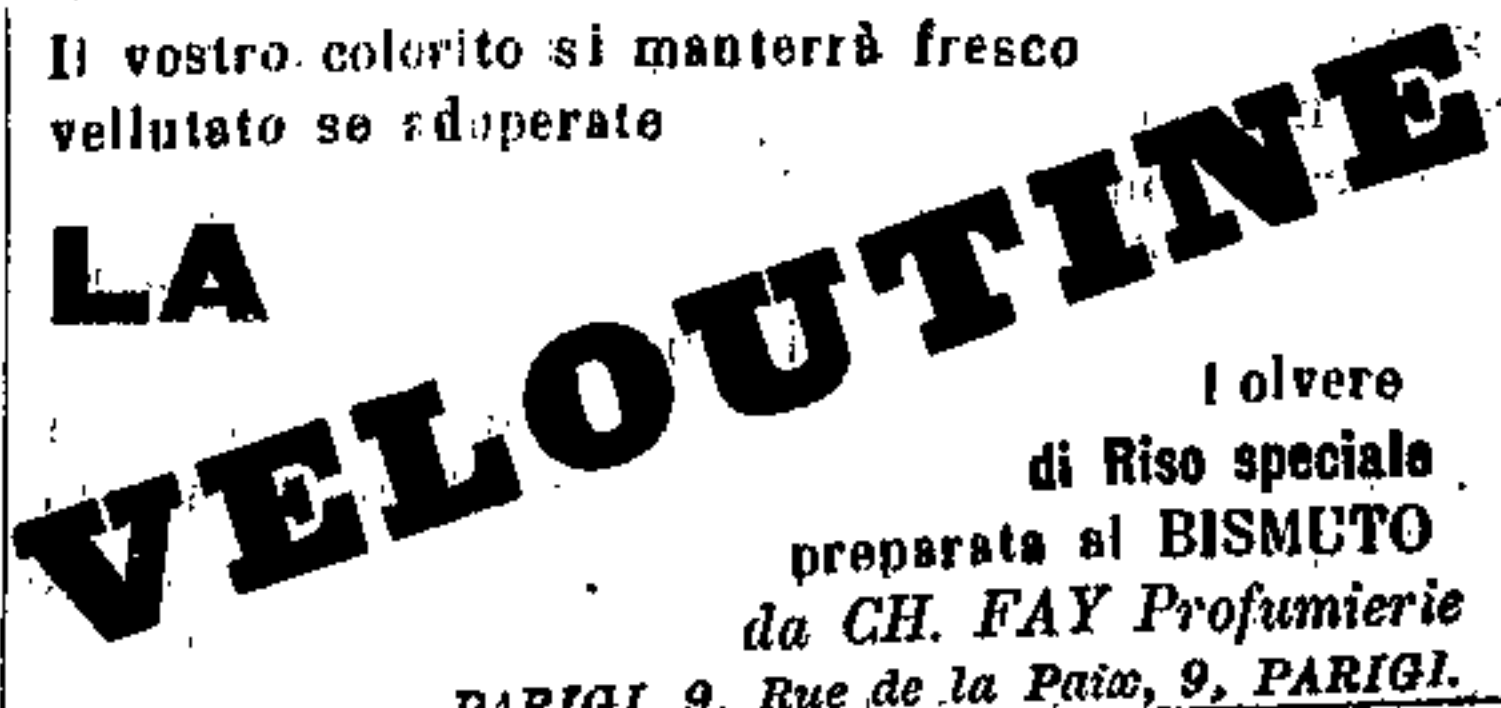 Il vostro colorito si manterrà fresco
vellutato se adoperate
LA
VELOUTINE
Polvere
di Riso speciale
preparata al BISMUTO
da CH. FAY Profumierie
PARIGI, 9, Rue de la Paix, 9, PARIGI.